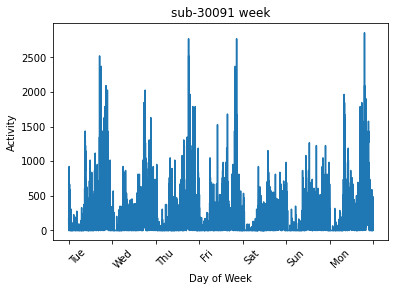 sub-30091 week
2500
2000
1500
1000
500
0
Activity
Tue
Wed
Thu
Fri
Sat
Sun
Mon
Day of Week